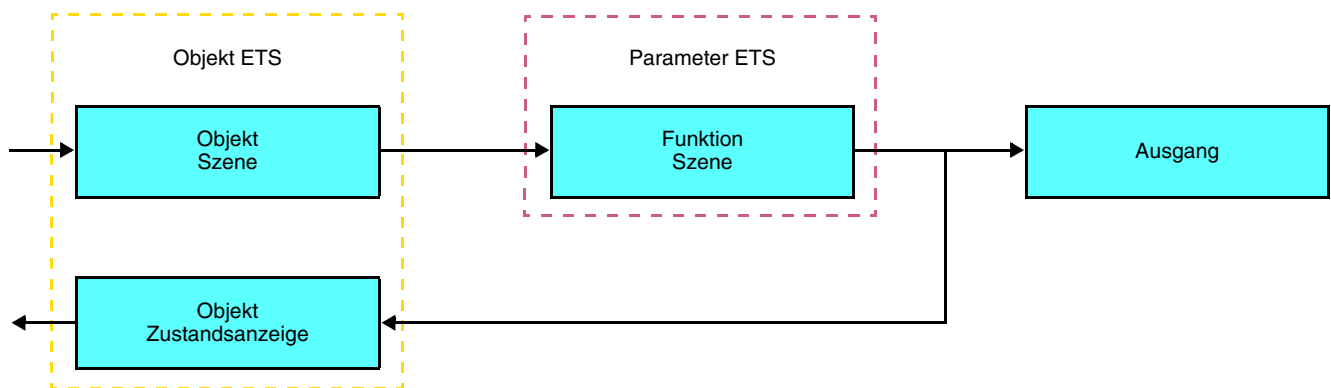 Objekt ETS
Parameter ETS
Objekt
Szene
Funktion
Szene
Ausgang
Objekt
Zustandsanzeige